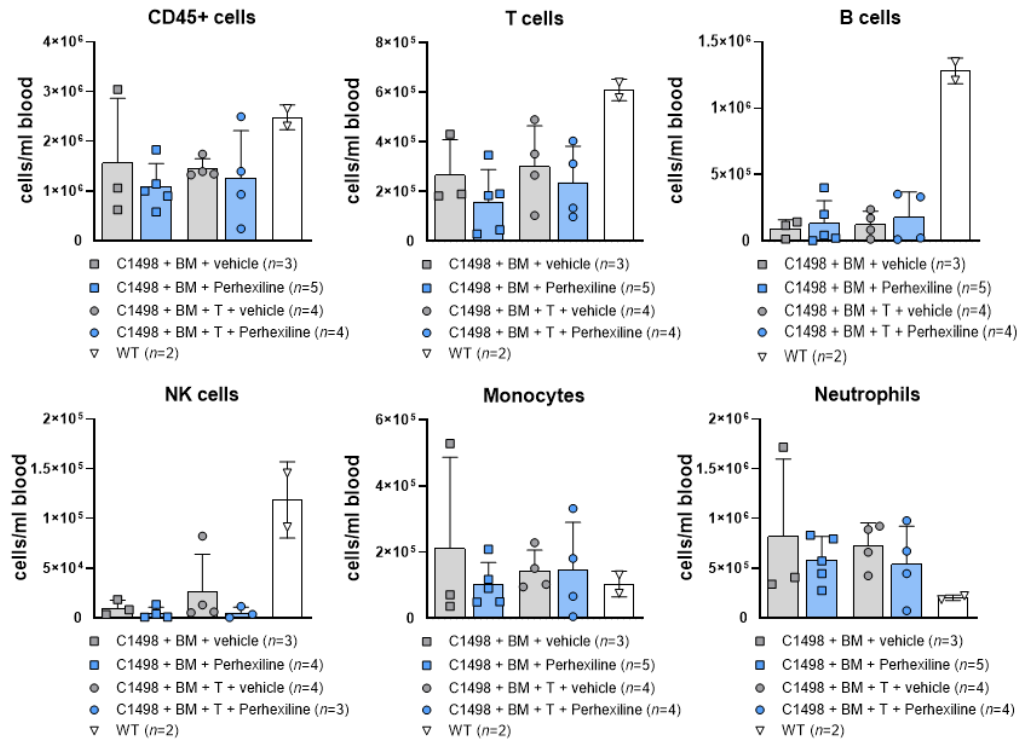 CD45+ cells
cells/ml blood
4×10⁶
3×10⁶
2×10⁶
1×10⁶
0
C1498 + BM + vehicle (n=3)
C1498 + BM + Perhexiline (n=5)
C1498 + BM + T + vehicle (n=4)
C1498 + BM + T + Perhexiline (n=4)
WT (n=2)
T cells
cells/ml blood
8×10⁵
6×10⁵
4×10⁵
2×10⁵
0
C1498 + BM + vehicle (n=3)
C1498 + BM + Perhexiline (n=5)
C1498 + BM + T + vehicle (n=4)
C1498 + BM + T + Perhexiline (n=4)
WT (n=2)
B cells
cells/ml blood
1.5×10⁶
1×10⁶
5×10⁵
0
C1498 + BM + vehicle (n=3)
C1498 + BM + Perhexiline (n=5)
C1498 + BM + T + vehicle (n=4)
C1498 + BM + T + Perhexiline (n=4)
WT (n=2)
NK cells
cells/ml blood
2×10⁵
1.5×10⁵
1×10⁵
5×10⁴
0
C1498 + BM + vehicle (n=3)
C1498 + BM + Perhexiline (n=4)
C1498 + BM + T + vehicle (n=4)
C1498 + BM + T + Perhexiline (n=3)
WT (n=2)
Monocytes
cells/ml blood
6×10⁵
4×10⁵
2×10⁵
0
C1498 + BM + vehicle (n=3)
C1498 + BM + Perhexiline (n=5)
C1498 + BM + T + vehicle (n=4)
C1498 + BM + T + Perhexiline (n=4)
WT (n=2)
Neutrophils
cells/ml blood
2×10⁶
1.5×10⁶
1×10⁶
5×10⁵
0
C1498 + BM + vehicle (n=3)
C1498 + BM + Perhexiline (n=5)
C1498 + BM + T + vehicle (n=4)
C1498 + BM + T + Perhexiline (n=4)
WT (n=2)